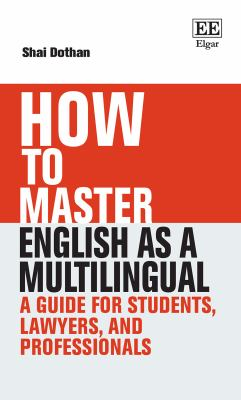 Shai Dothan
EE
Elgar
HOW
TO
MASTER
ENGLISH AS A
MULTILINGUAL
A GUIDE FOR STUDENTS,
LAWYERS, AND
PROFESSIONALS